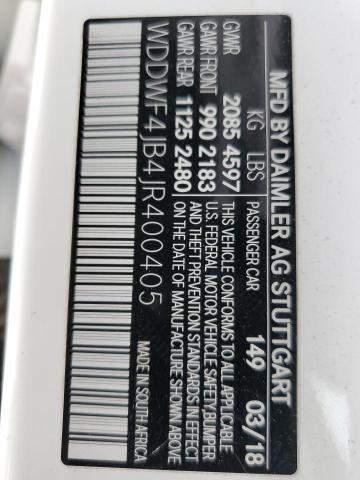 MFD BY DAIMLER AG STUTTGART
KG LBS PASSENGER CAR 149 03/18
GVWR 2085 4597 THIS VEHICLE CONFORMS TO ALL APPLICABLE
GAWR FRONT 990 2183 U.S. FEDERAL MOTOR VEHICLE SAFETY, BUMPER
GAWR REAR 1125 2480 AND THEFT PREVENTION STANDARDS IN EFFECT
ON THE DATE OF MANUFACTURE SHOWN ABOVE
WDDWF4JB4JR400405 MADE IN SOUTH AFRICA